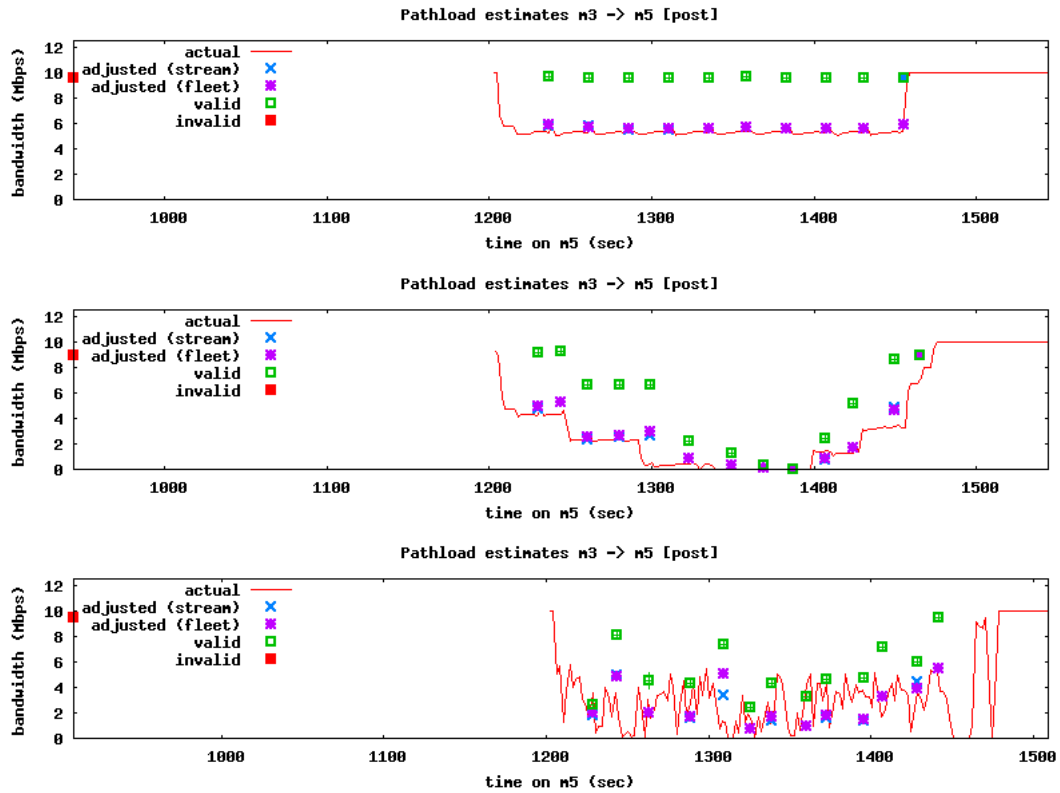 Pathload estimates m3 -> m5 [post]
12
10
8
6
4
2
0
bandwidth (Mbps)
actual
adjusted (stream)
adjusted (fleet)
valid
invalid
1000 1100 1200 1300 1400 1500
time on m5 (sec)
Pathload estimates m3 -> m5 [post]
12
10
8
6
4
2
0
bandwidth (Mbps)
actual
adjusted (stream)
adjusted (fleet)
valid
invalid
1000 1100 1200 1300 1400 1500
time on m5 (sec)
Pathload estimates m3 -> m5 [post]
12
10
8
6
4
2
0
bandwidth (Mbps)
actual
adjusted (stream)
adjusted (fleet)
valid
invalid
1000 1100 1200 1300 1400 1500
time on m5 (sec)